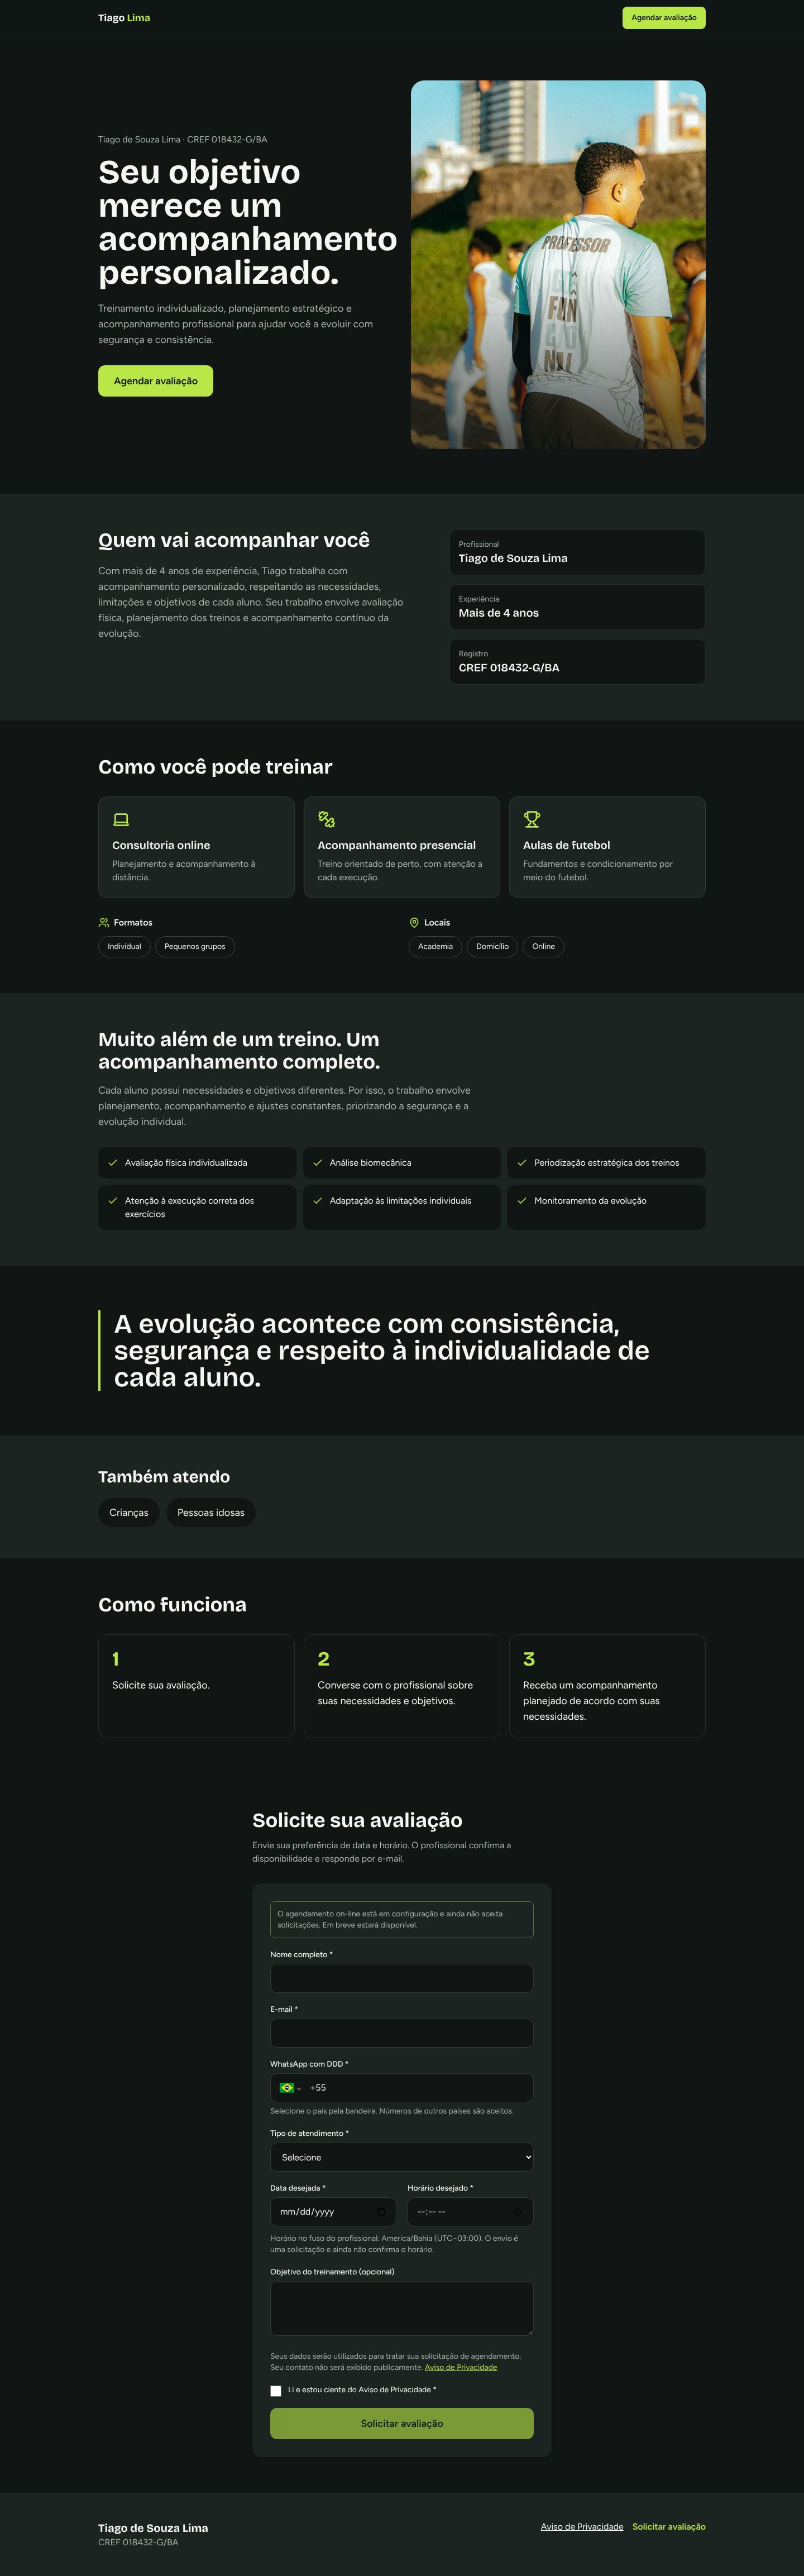 Tiago Lima
Agendar avaliação
Tiago de Souza Lima · CREF 018432-G/BA
Seu objetivo
merece um
acompanhamento
personalizado.
Treinamento individualizado, planejamento estratégico e
acompanhamento profissional para ajudar você a evoluir com
segurança e consistência.
Agendar avaliação
PROFESSOR
Quem vai acompanhar você
Com mais de 4 anos de experiência, Tiago trabalha com
acompanhamento personalizado, respeitando as necessidades,
limitações e objetivos de cada aluno. Seu trabalho envolve avaliação
física, planejamento dos treinos e acompanhamento contínuo da
evolução.
Profissional
Tiago de Souza Lima
Experiência
Mais de 4 anos
Registro
CREF 018432-G/BA
Como você pode treinar
Consultoria online
Planejamento e acompanhamento à
distância.
Acompanhamento presencial
Treino orientado de perto, com atenção a
cada execução.
Aulas de futebol
Fundamentos e condicionamento por
meio do futebol.
Formatos
Individual
Pequenos grupos
Locais
Academia
Domicílio
Online
Muito além de um treino. Um
acompanhamento completo.
Cada aluno possui necessidades e objetivos diferentes. Por isso, o trabalho envolve
planejamento, acompanhamento e ajustes constantes, priorizando a segurança e a
evolução individual.
Avaliação física individualizada
Análise biomecânica
Periodização estratégica dos treinos
Atenção à execução correta dos
exercícios
Adaptação às limitações individuais
Monitoramento da evolução
A evolução acontece com consistência,
segurança e respeito à individualidade de
cada aluno.
Também atendo
Crianças
Pessoas idosas
Como funciona
1
Solicite sua avaliação.
2
Converse com o profissional sobre
suas necessidades e objetivos.
3
Receba um acompanhamento
planejado de acordo com suas
necessidades.
Solicite sua avaliação
Envie sua preferência de data e horário. O profissional confirma a
disponibilidade e responde por e-mail.
O agendamento on-line está em configuração e ainda não aceita
solicitações. Em breve estará disponível.
Nome completo *
E-mail *
WhatsApp com DDD *
+55
Selecione o país pela bandeira. Números de outros países são aceitos.
Tipo de atendimento *
Selecione
Data desejada *
Horário desejado *
mm/dd/yyyy
--:-- --
Horário no fuso do profissional: America/Bahia (UTC−03:00). O envio é
uma solicitação e ainda não confirma o horário.
Objetivo do treinamento (opcional)
Seus dados serão utilizados para tratar sua solicitação de agendamento.
Seu contato não será exibido publicamente. Aviso de Privacidade
Li e estou ciente do Aviso de Privacidade *
Solicitar avaliação
Tiago de Souza Lima
CREF 018432-G/BA
Aviso de Privacidade
Solicitar avaliação